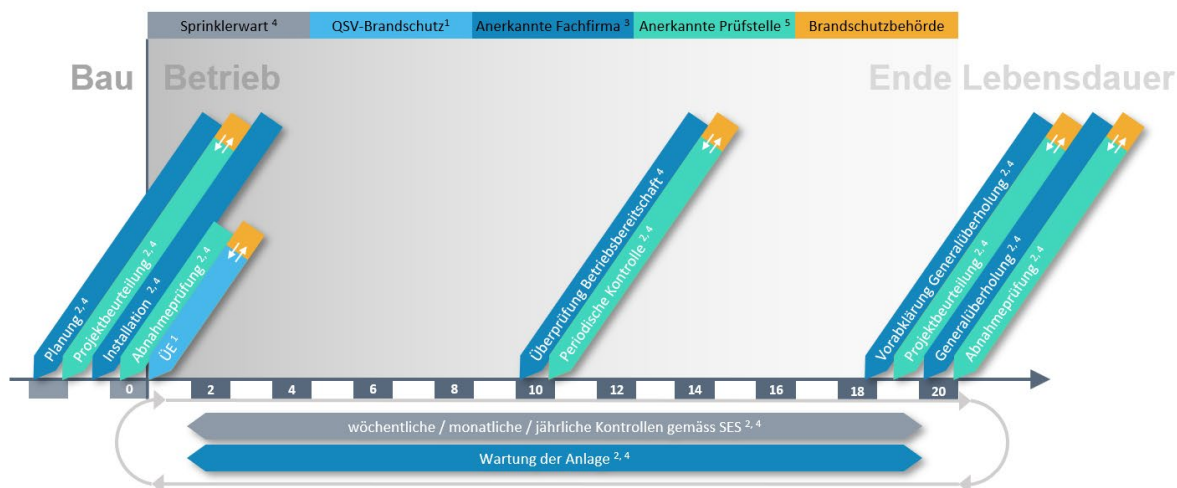 Sprinklerwart 4
QSV-Brandschutz1
Anerkannte Fachfirma 3
Anerkannte Prüfstelle 5
Brandschutzbehörde
Bau
Betrieb
Ende Lebensdauer
Planung 2, 4
Projektbeurteilung 2, 4
Installation 2, 4
Abnahmeprüfung 2, 4
ÜE 1
Überprüfung Betriebsbereitschaft 4
Periodische Kontrolle 2, 4
Vorabklärung Generalüberholung 2, 4
Projektbeurteilung 2, 4
Generalüberholung 2, 4
Abnahmeprüfung 2, 4
0 2 4 6 8 10 12 14 16 18 20
wöchentliche / monatliche / jährliche Kontrollen gemäss SES 2, 4
Wartung der Anlage 2, 4